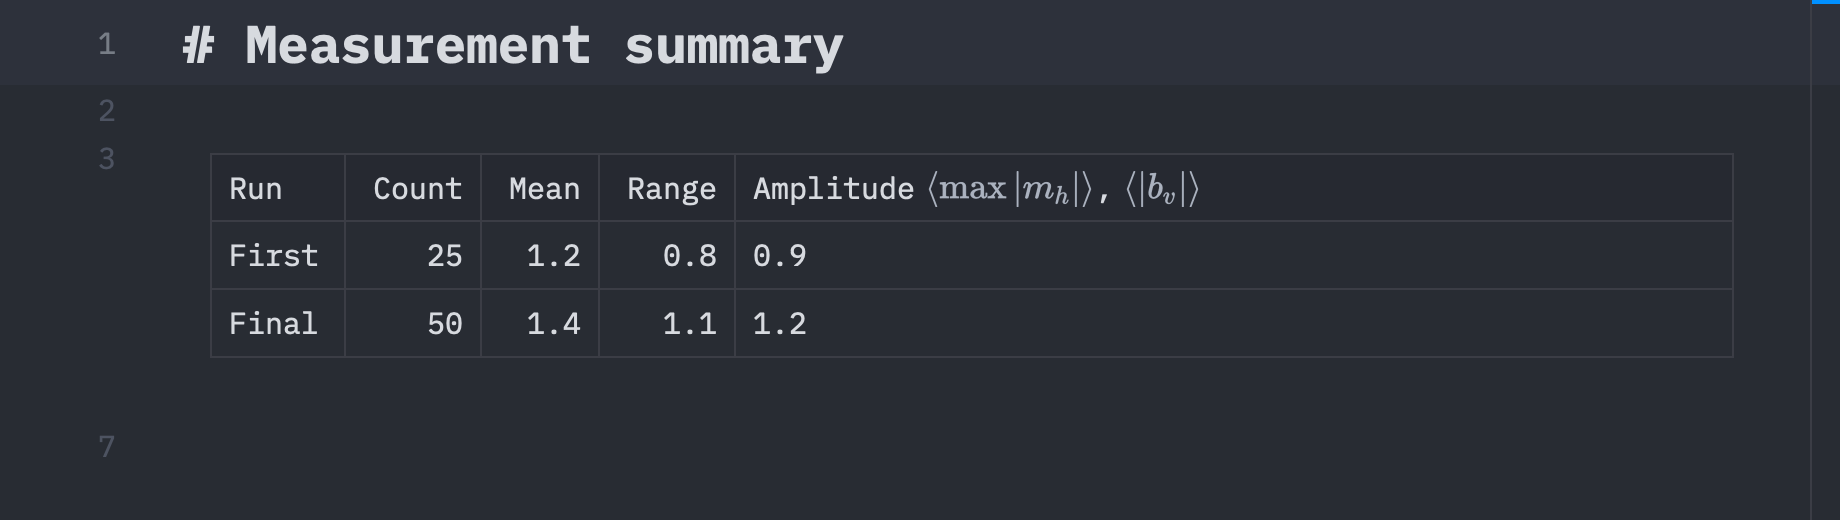 1 # Measurement summary
2
3
Run Count Mean Range Amplitude ⟨max |m_h|⟩, ⟨|b_v|⟩
First 25 1.2 0.8 0.9
Final 50 1.4 1.1 1.2
7